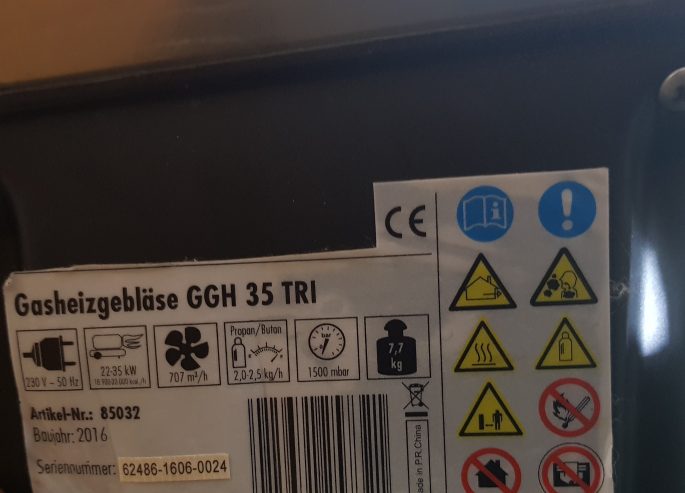 CE
Gasheizgebläse GGH 35 TRI
Propan/Butan
bar
230 V ~ 50 Hz
22-35 kW
707 m³/h
2,0-2,5 kg/h
1500 mbar
7,7
kg
Artikel-Nr.: 85032
Baujahr: 2016
Seriennummer: 62486-1606-0024
Made in P.R.China